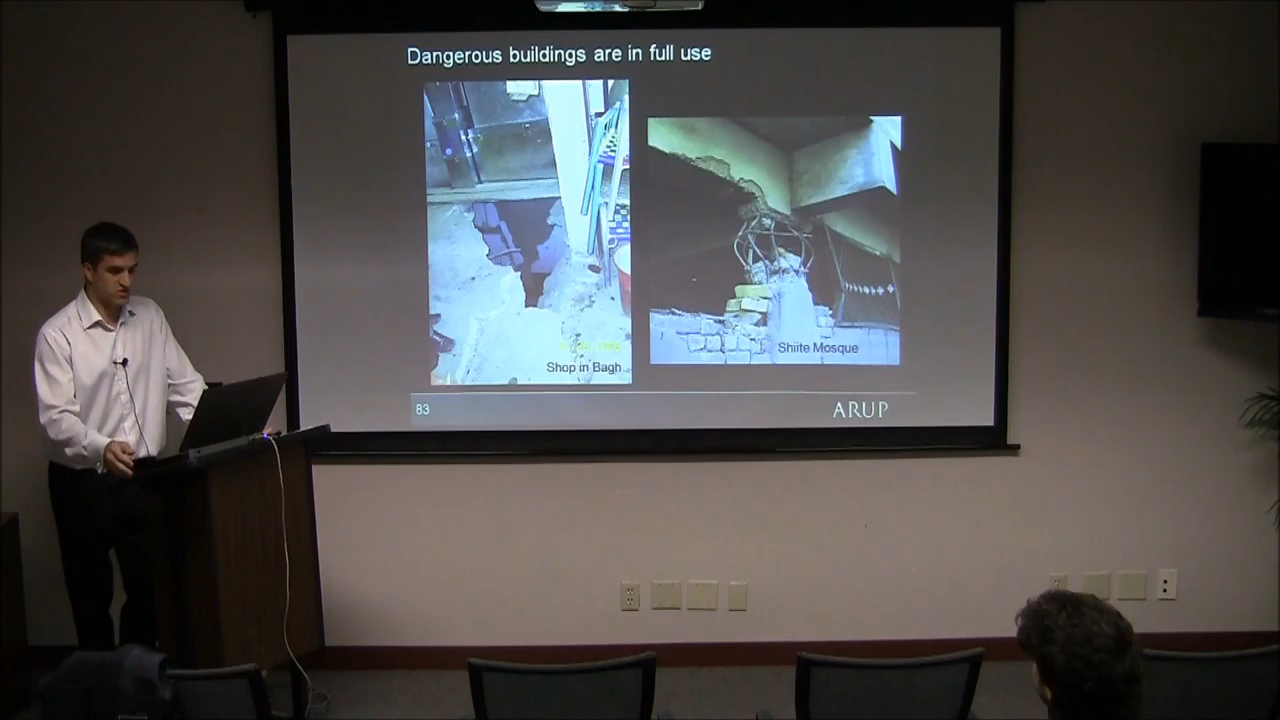 Dangerous buildings are in full use
Shop in Bagh
Shiite Mosque
83
ARUP